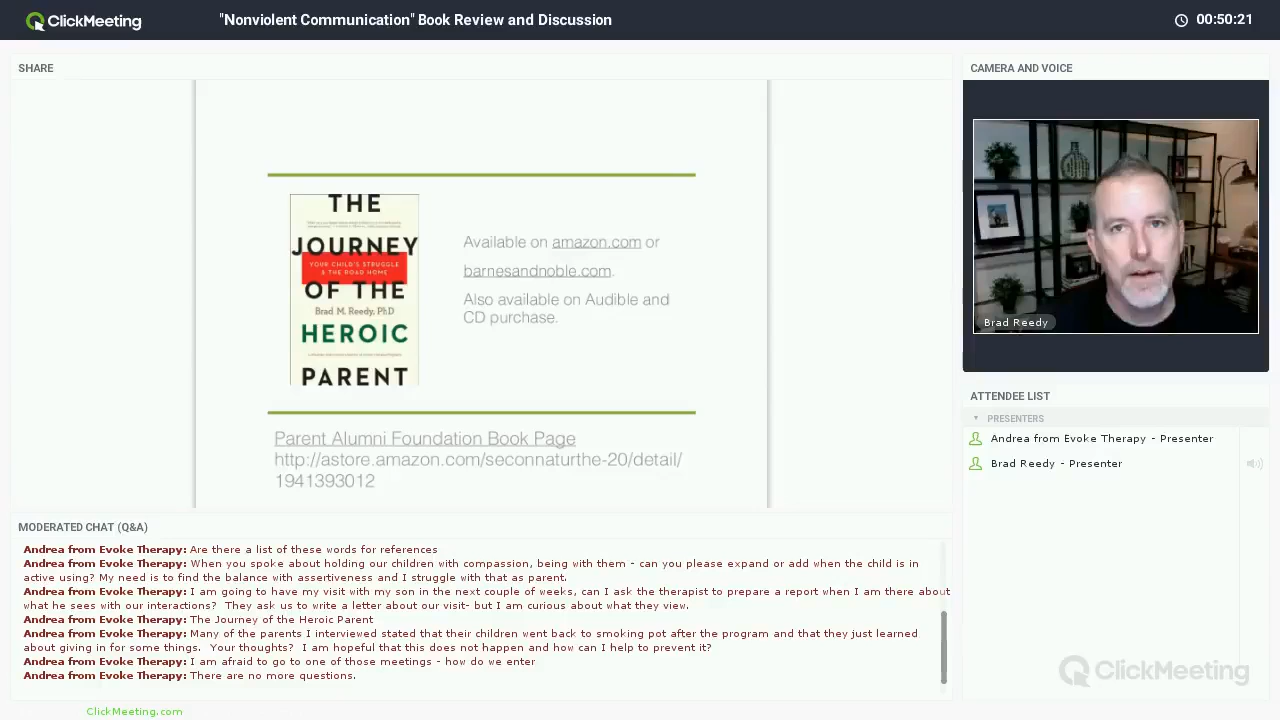 ClickMeeting
"Nonviolent Communication" Book Review and Discussion
00:50:21
SHARE
THE
JOURNEY
YOUR CHILD'S STRUGGLE
& THE ROAD HOME
OF THE
Brad M. Reedy, PhD
HEROIC
PARENT
Available on amazon.com or
barnesandnoble.com.
Also available on Audible and
CD purchase.
Parent Alumni Foundation Book Page
http://astore.amazon.com/seconnaturthe-20/detail/
1941393012
CAMERA AND VOICE
Brad Reedy
ATTENDEE LIST
PRESENTERS
Andrea from Evoke Therapy - Presenter
Brad Reedy - Presenter
MODERATED CHAT (Q&A)
Andrea from Evoke Therapy: Are there a list of these words for references
Andrea from Evoke Therapy: When you spoke about holding our children with compassion, being with them - can you please expand or add when the child is in
active using? My need is to find the balance with assertiveness and I struggle with that as parent.
Andrea from Evoke Therapy: I am going to have my visit with my son in the next couple of weeks, can I ask the therapist to prepare a report when I am there about
what he sees with our interactions?  They ask us to write a letter about our visit- but I am curious about what they view.
Andrea from Evoke Therapy: The Journey of the Heroic Parent
Andrea from Evoke Therapy: Many of the parents I interviewed stated that their children went back to smoking pot after the program and that they just learned
about giving in for some things.  Your thoughts?  I am hopeful that this does not happen and how can I help to prevent it?
Andrea from Evoke Therapy: I am afraid to go to one of those meetings - how do we enter
Andrea from Evoke Therapy: There are no more questions.
ClickMeeting
ClickMeeting.com